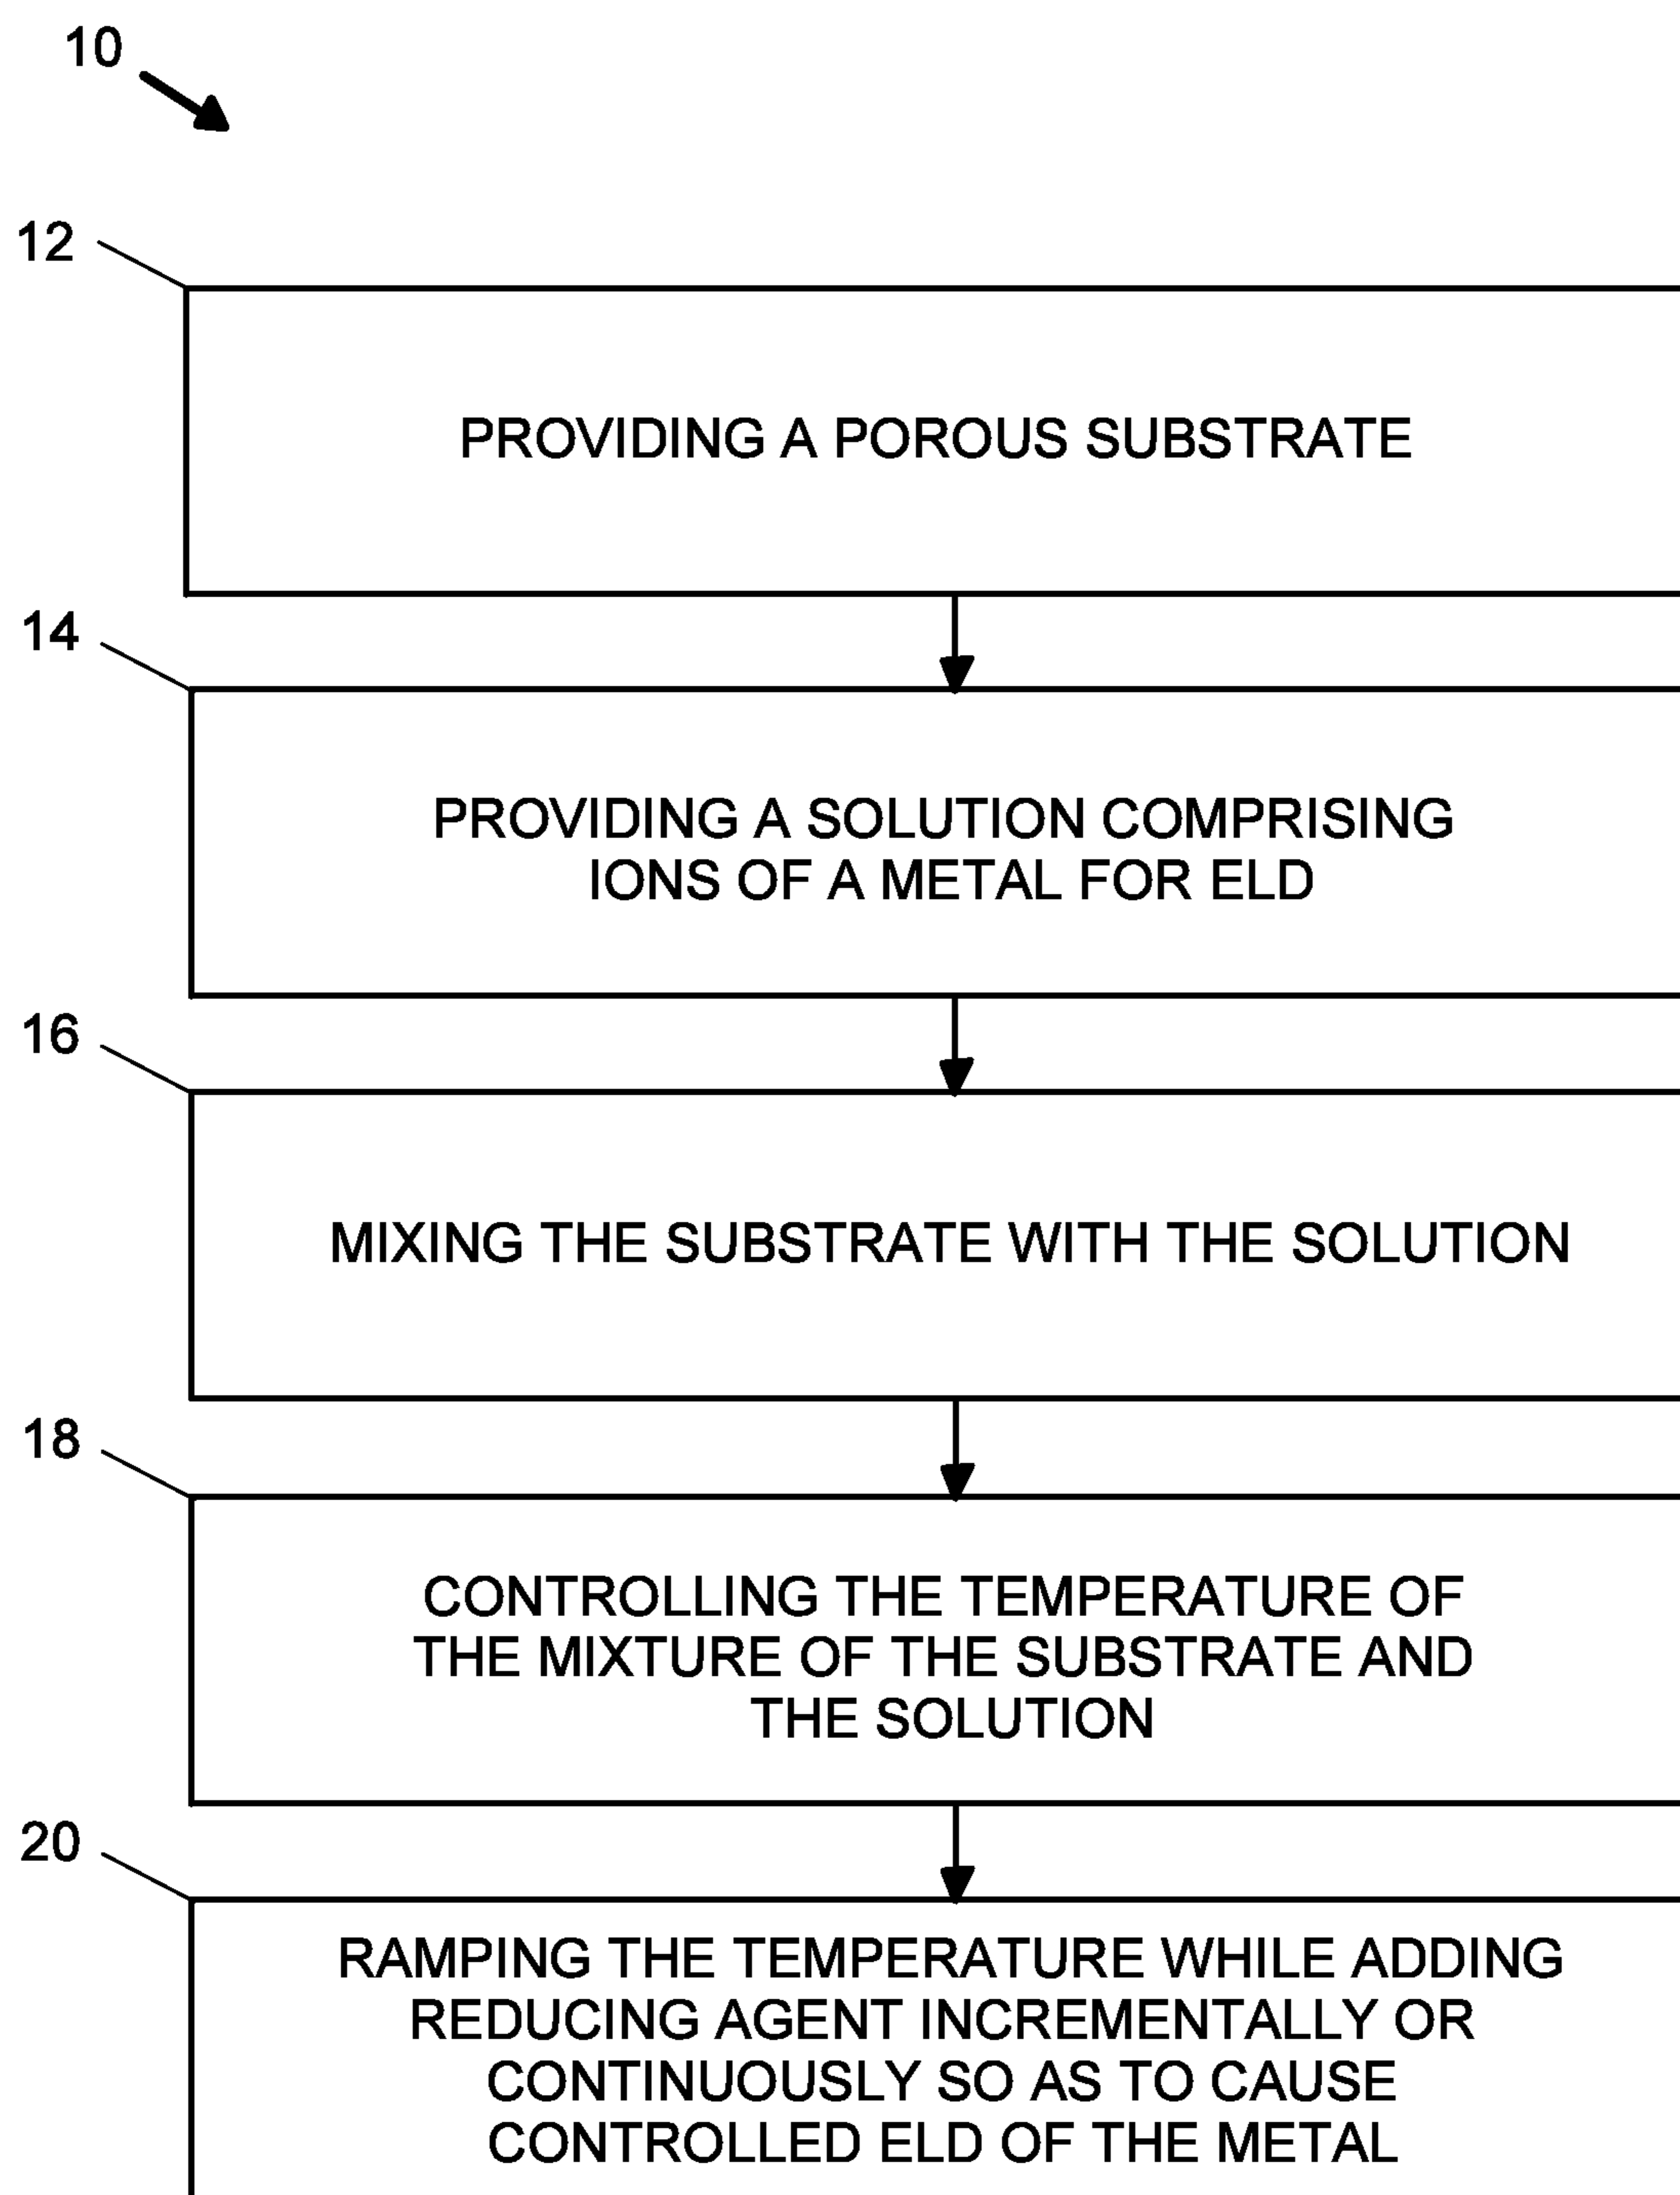 10
12
PROVIDING A POROUS SUBSTRATE
14
PROVIDING A SOLUTION COMPRISING
IONS OF A METAL FOR ELD
16
MIXING THE SUBSTRATE WITH THE SOLUTION
18
CONTROLLING THE TEMPERATURE OF
THE MIXTURE OF THE SUBSTRATE AND
THE SOLUTION
20
RAMPING THE TEMPERATURE WHILE ADDING
REDUCING AGENT INCREMENTALLY OR
CONTINUOUSLY SO AS TO CAUSE
CONTROLLED ELD OF THE METAL